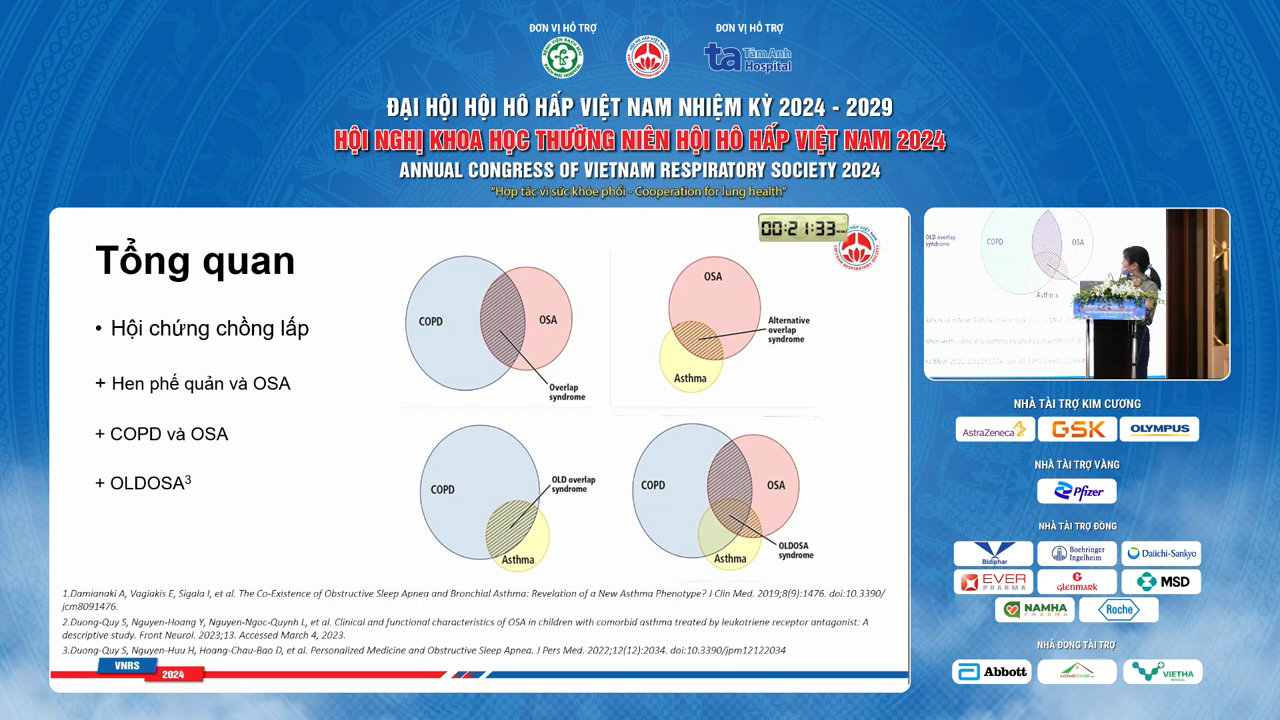 ĐƠN VỊ HỖ TRỢ
ĐƠN VỊ HỖ TRỢ
ta TâmAnh Hospital
ĐẠI HỘI HỘI HÔ HẤP VIỆT NAM NHIỆM KỲ 2024 - 2029
HỘI NGHỊ KHOA HỌC THƯỜNG NIÊN HỘI HÔ HẤP VIỆT NAM 2024
ANNUAL CONGRESS OF VIETNAM RESPIRATORY SOCIETY 2024
"Hợp tác vì sức khỏe phổi - Cooperation for lung health"
00:21:33
Tổng quan
• Hội chứng chồng lấp
+ Hen phế quản và OSA
+ COPD và OSA
+ OLDOSA3
COPD
OSA
Overlap
syndrome
OSA
Alternative
overlap
syndrome
Asthma
COPD
OLD overlap
syndrome
Asthma
COPD
OSA
Asthma
OLDOSA
syndrome
1.Damianaki A, Vagiakis E, Sigala I, et al. The Co-Existence of Obstructive Sleep Apnea and Bronchial Asthma: Revelation of a New Asthma Phenotype? J Clin Med. 2019;8(9):1476. doi:10.3390/
jcm8091476.
2.Duong-Quy S, Nguyen-Hoang Y, Nguyen-Ngoc-Quynh L, et al. Clinical and functional characteristics of OSA in children with comorbid asthma treated by leukotriene receptor antagonist: A
descriptive study. Front Neurol. 2023;13. Accessed March 4, 2023.
3.Duong-Quy S, Nguyen-Huu H, Hoang-Chau-Bao D, et al. Personalized Medicine and Obstructive Sleep Apnea. J Pers Med. 2022;12(12):2034. doi:10.3390/jpm12122034
VNRS
2024
OLD overlap
syndrome
COPD
OSA
Asthma
NHÀ TÀI TRỢ KIM CƯƠNG
AstraZeneca
GSK
OLYMPUS
NHÀ TÀI TRỢ VÀNG
Pfizer
NHÀ TÀI TRỢ ĐỒNG
Bidiphar
Boehringer
Ingelheim
Daiichi-Sankyo
EVER
PHARMA
GLENMARK
MSD
NAMHA
PHARMA
Roche
NHÀ ĐỒNG TÀI TRỢ
Abbott
HOMECARE
VIETHA